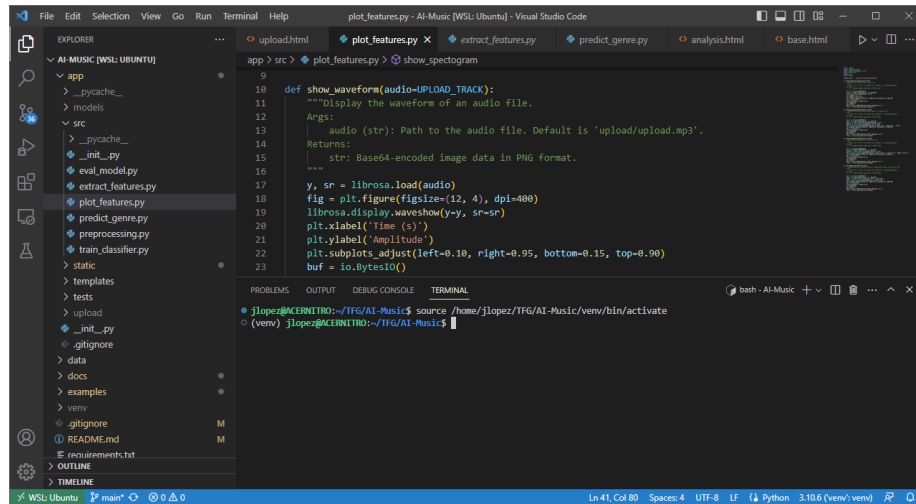 File Edit Selection View Go Run Terminal Help plot_features.py - AI-Music [WSL: Ubuntu] - Visual Studio Code
EXPLORER
AI-MUSIC [WSL: UBUNTU]
app
__pycache__
models
src
__pycache__
__init__.py
eval_model.py
extract_features.py
plot_features.py
predict_genre.py
preprocessing.py
train_classifier.py
static
templates
tests
upload
__init__.py
.gitignore
data
docs
examples
venv
.gitignore M
README.md M
requirements.txt
OUTLINE
TIMELINE
36
upload.html plot_features.py extract_features.py predict_genre.py analysis.html base.html
app > src > plot_features.py > show_spectogram
9
10 def show_waveform(audio=UPLOAD_TRACK):
11 """Display the waveform of an audio file.
12 Args:
13 audio (str): Path to the audio file. Default is 'upload/upload.mp3'.
14 Returns:
15 str: Base64-encoded image data in PNG format.
16 """
17 y, sr = librosa.load(audio)
18 fig = plt.figure(figsize=(12, 4), dpi=400)
19 librosa.display.waveshow(y=y, sr=sr)
20 plt.xlabel('Time (s)')
21 plt.ylabel('Amplitude')
22 plt.subplots_adjust(left=0.10, right=0.95, bottom=0.15, top=0.90)
23 buf = io.BytesIO()
PROBLEMS OUTPUT DEBUG CONSOLE TERMINAL bash - AI-Music
jlopez@ACERNITRO:~/TFG/AI-Music$ source /home/jlopez/TFG/AI-Music/venv/bin/activate
(venv) jlopez@ACERNITRO:~/TFG/AI-Music$
WSL: Ubuntu main* 0 0 Ln 41, Col 80 Spaces: 4 UTF-8 LF Python 3.10.6 ('venv': venv)